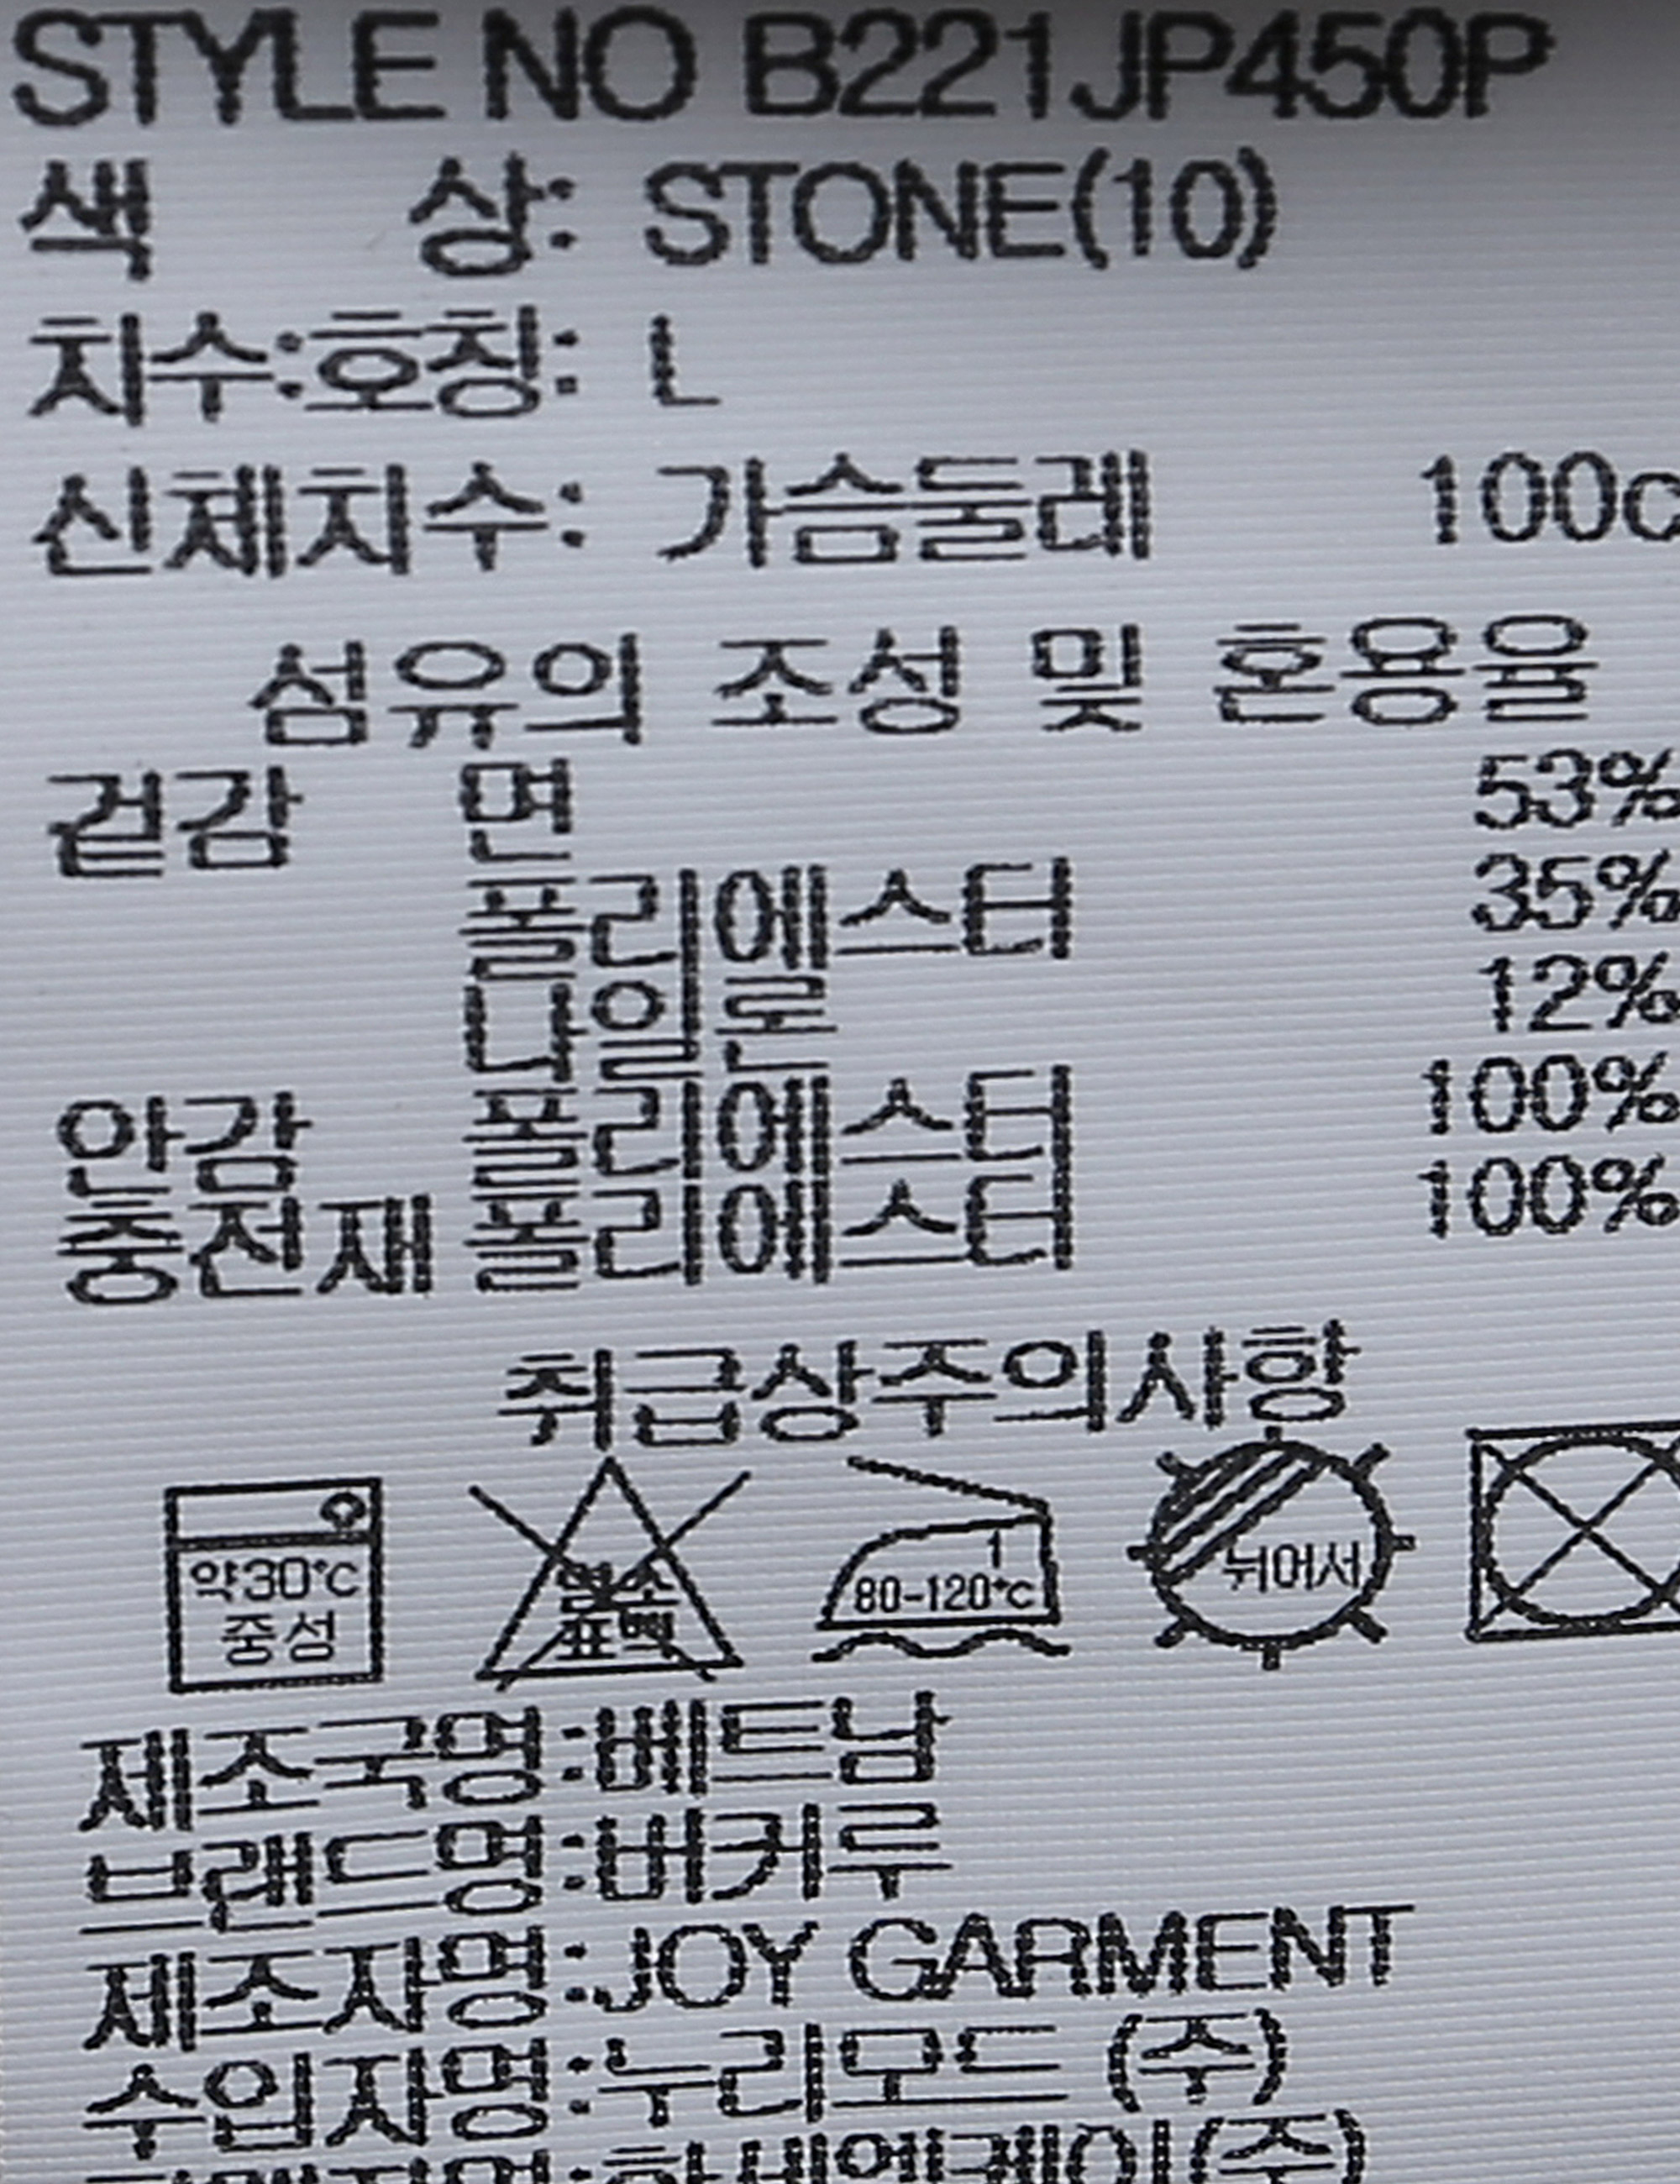 STYLE NO B221JP450P
색 상: STONE(10)
치수:호칭: L
신체치수: 가슴둘레 100c
섬유의 조성 및 혼용율
겉감 면 53%
폴리에스터 35%
나일론 12%
안감 폴리에스터 100%
충전재 폴리에스터 100%
취급상주의사항
약30℃
중성
염소
표백
1
80-120℃
뉘어서
제조국명:베트남
브랜드명:버커루
제조자명:JOY GARMENT
수입자명:누리모드 (주)